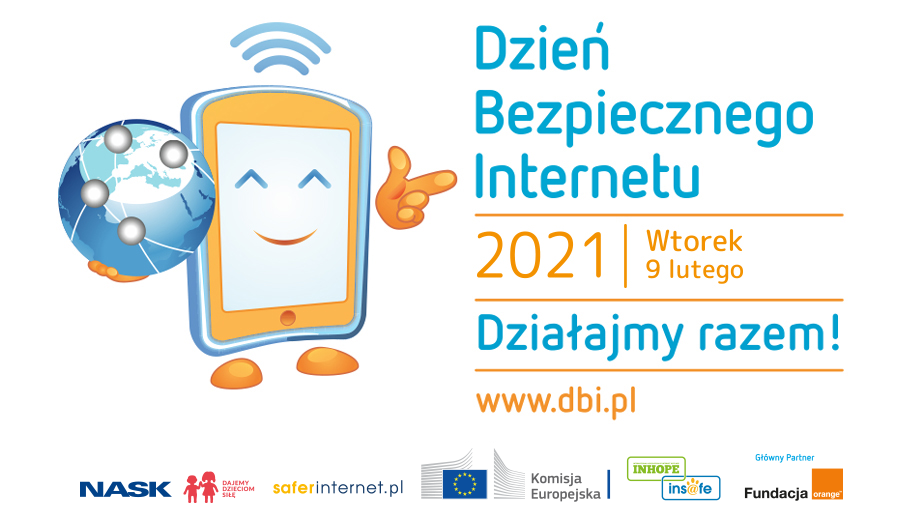 Dzień
Bezpiecznego
Internetu
2021
Wtorek
9 lutego
Działajmy razem!
www.dbi.pl
Główny Partner
NASK
DAJEMY
DZIECIOM
SIŁĘ
saferinternet.pl
Komisja
Europejska
INHOPE
ins@fe
Fundacja
orange™